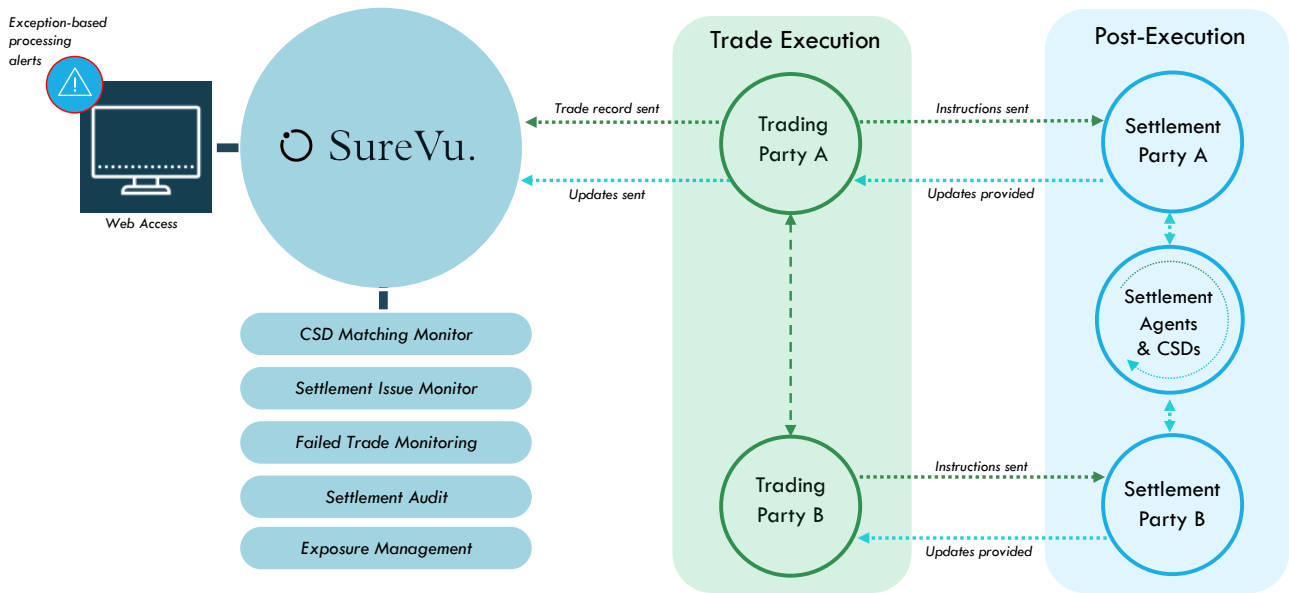 Exception-based
processing
alerts
Web Access
SureVu.
CSD Matching Monitor
Settlement Issue Monitor
Failed Trade Monitoring
Settlement Audit
Exposure Management
Trade record sent
Updates sent
Trade Execution
Trading
Party A
Trading
Party B
Instructions sent
Updates provided
Instructions sent
Updates provided
Post-Execution
Settlement
Party A
Settlement
Agents
& CSDs
Settlement
Party B